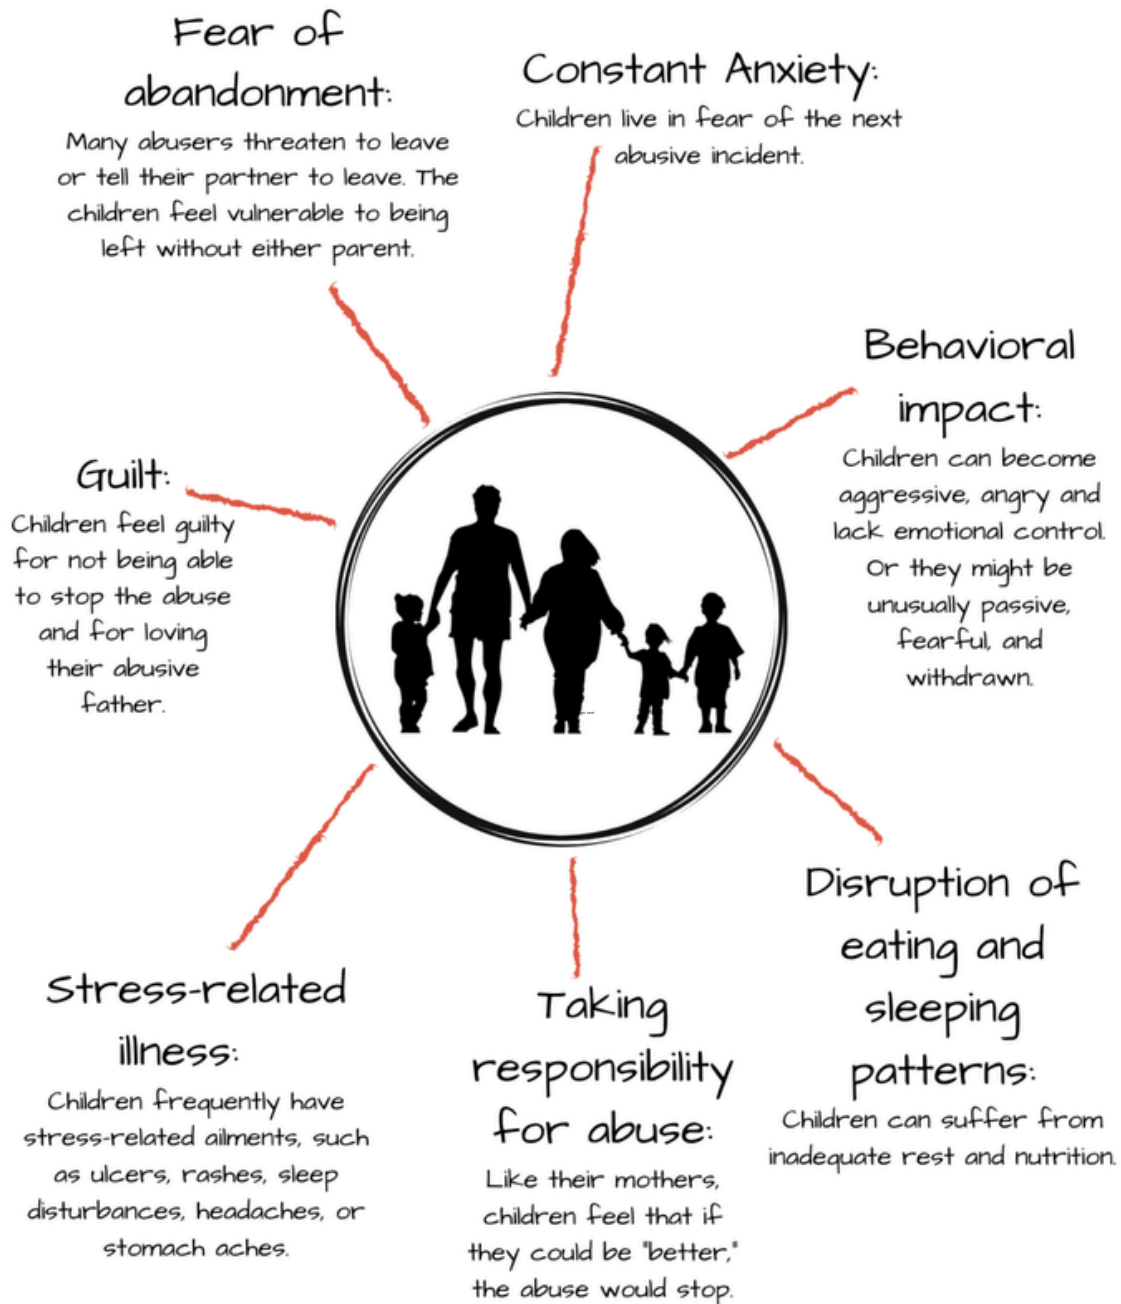 Fear of
abandonment:
Many abusers threaten to leave
or tell their partner to leave. The
children feel vulnerable to being
left without either parent.
Constant Anxiety:
Children live in fear of the next
abusive incident.
Behavioral
impact:
Children can become
aggressive, angry and
lack emotional control.
Or they might be
unusually passive,
fearful, and
withdrawn.
Guilt:
Children feel guilty
for not being able
to stop the abuse
and for loving
their abusive
father.
Disruption of
eating and
sleeping
patterns:
Children can suffer from
inadequate rest and nutrition.
Stress-related
illness:
Children frequently have
stress-related ailments, such
as ulcers, rashes, sleep
disturbances, headaches, or
stomach aches.
Taking
responsibility
for abuse:
Like their mothers,
children feel that if
they could be "better,"
the abuse would stop.